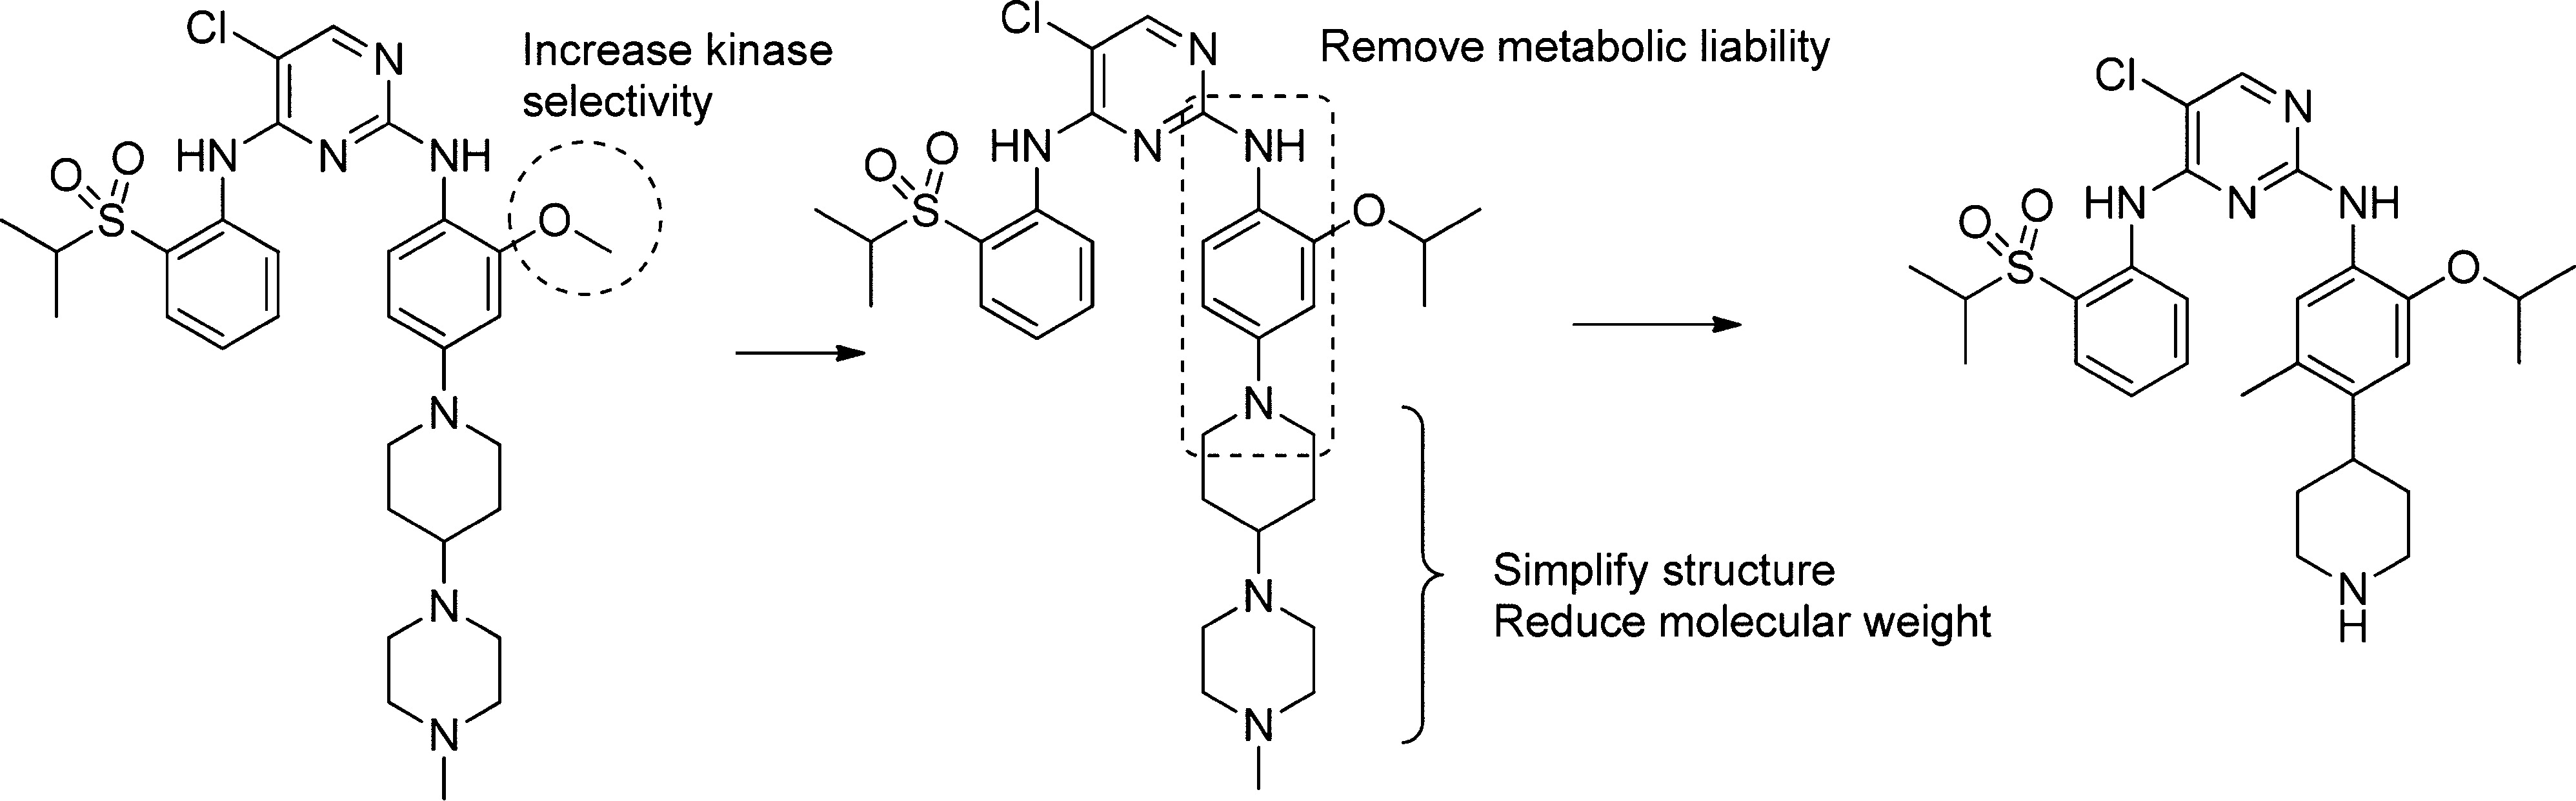 Cl
N
Increase kinase
selectivity
HN
N
NH
O
O
S
O
N
N
N
Cl
N
Remove metabolic liability
HN
N
NH
O
O
S
O
N
N
N
Simplify structure
Reduce molecular weight
Cl
N
HN
N
NH
O
O
S
O
N
H